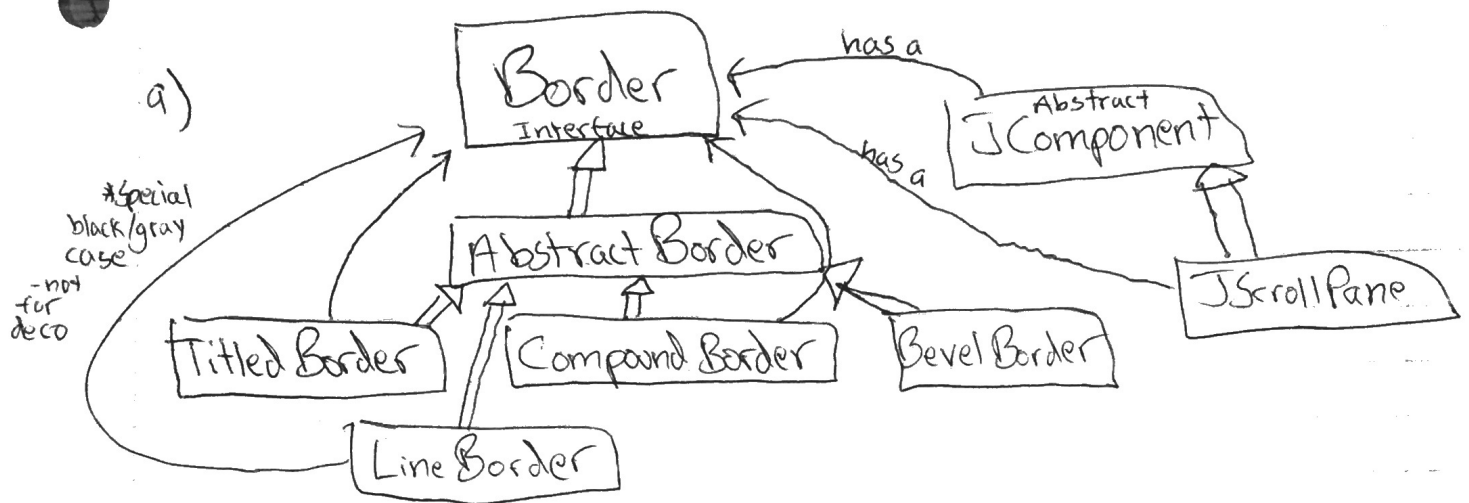 a)
Border
Interface
has a
Abstract
JComponent
has a
*Special
black/gray
case
-not
for
deco
Abstract Border
JScrollPane
Titled Border
Compound Border
Bevel Border
Line Border